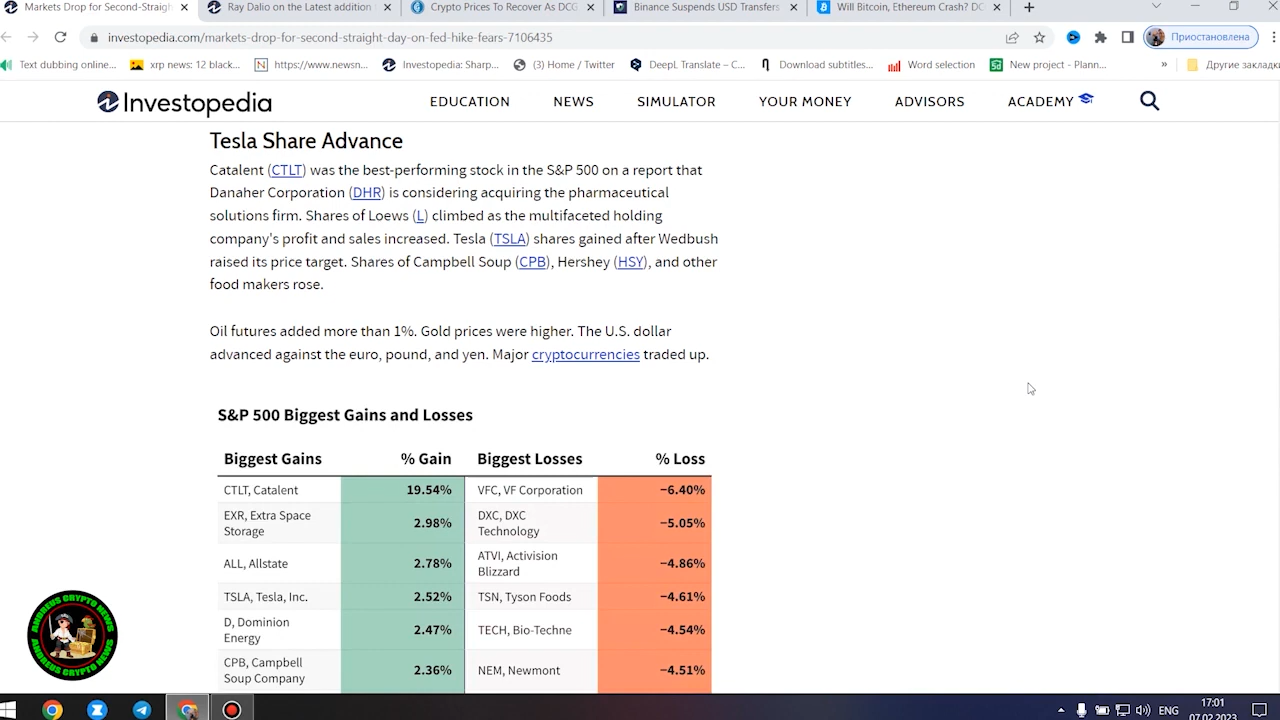 Markets Drop for Second-Straigh
Ray Dalio on the Latest addition
Crypto Prices To Recover As DCG
Binance Suspends USD Transfers
Will Bitcoin, Ethereum Crash? DC
investopedia.com/markets-drop-for-second-straight-day-on-fed-hike-fears-7106435
Приостановлена
Text dubbing online...
xrp news: 12 black...
https://www.newsn...
Investopedia: Sharp...
(3) Home / Twitter
DeepL Translate – C...
Download subtitles...
Word selection
New project - Plann...
»
Другие закладки
Investopedia
EDUCATION
NEWS
SIMULATOR
YOUR MONEY
ADVISORS
ACADEMY
Tesla Share Advance
Catalent (CTLT) was the best-performing stock in the S&P 500 on a report that
Danaher Corporation (DHR) is considering acquiring the pharmaceutical
solutions firm. Shares of Loews (L) climbed as the multifaceted holding
company's profit and sales increased. Tesla (TSLA) shares gained after Wedbush
raised its price target. Shares of Campbell Soup (CPB), Hershey (HSY), and other
food makers rose.
Oil futures added more than 1%. Gold prices were higher. The U.S. dollar
advanced against the euro, pound, and yen. Major cryptocurrencies traded up.
S&P 500 Biggest Gains and Losses
Biggest Gains % Gain Biggest Losses % Loss
CTLT, Catalent 19.54% VFC, VF Corporation −6.40%
EXR, Extra Space
Storage
2.98%
DXC, DXC
Technology
−5.05%
ALL, Allstate 2.78%
ATVI, Activision
Blizzard
−4.86%
TSLA, Tesla, Inc. 2.52% TSN, Tyson Foods −4.61%
D, Dominion
Energy
2.47% TECH, Bio-Techne −4.54%
CPB, Campbell
Soup Company
2.36% NEM, Newmont −4.51%
ANDREUS CRYPTO NEWS
ANDREUS CRYPTO NEWS
ENG
17:01
07.02.2023